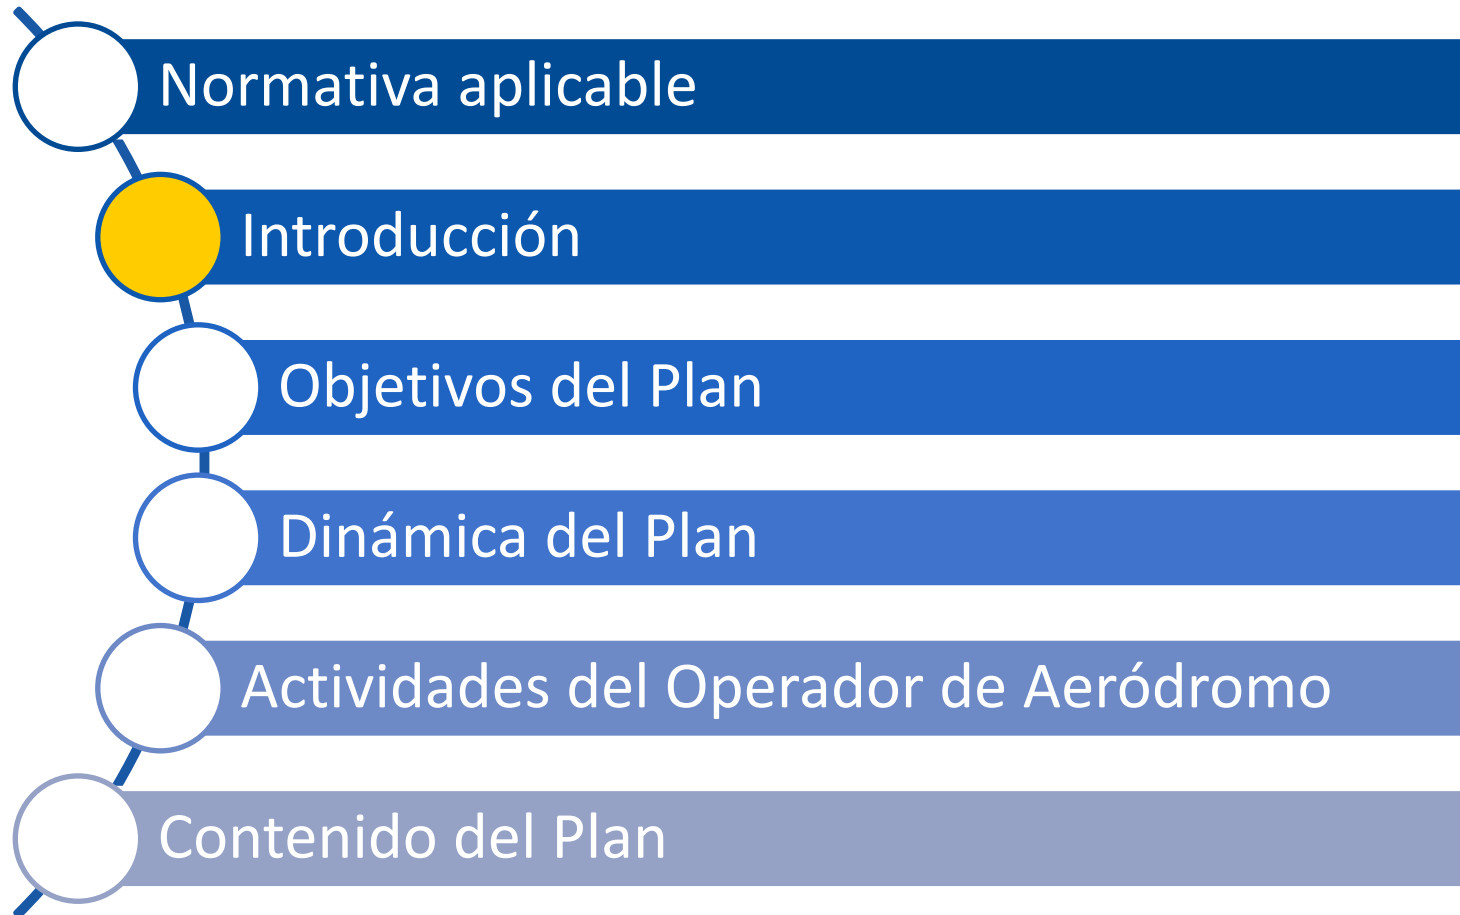 Normativa aplicable
Introducción
Objetivos del Plan
Dinámica del Plan
Actividades del Operador de Aeródromo
Contenido del Plan